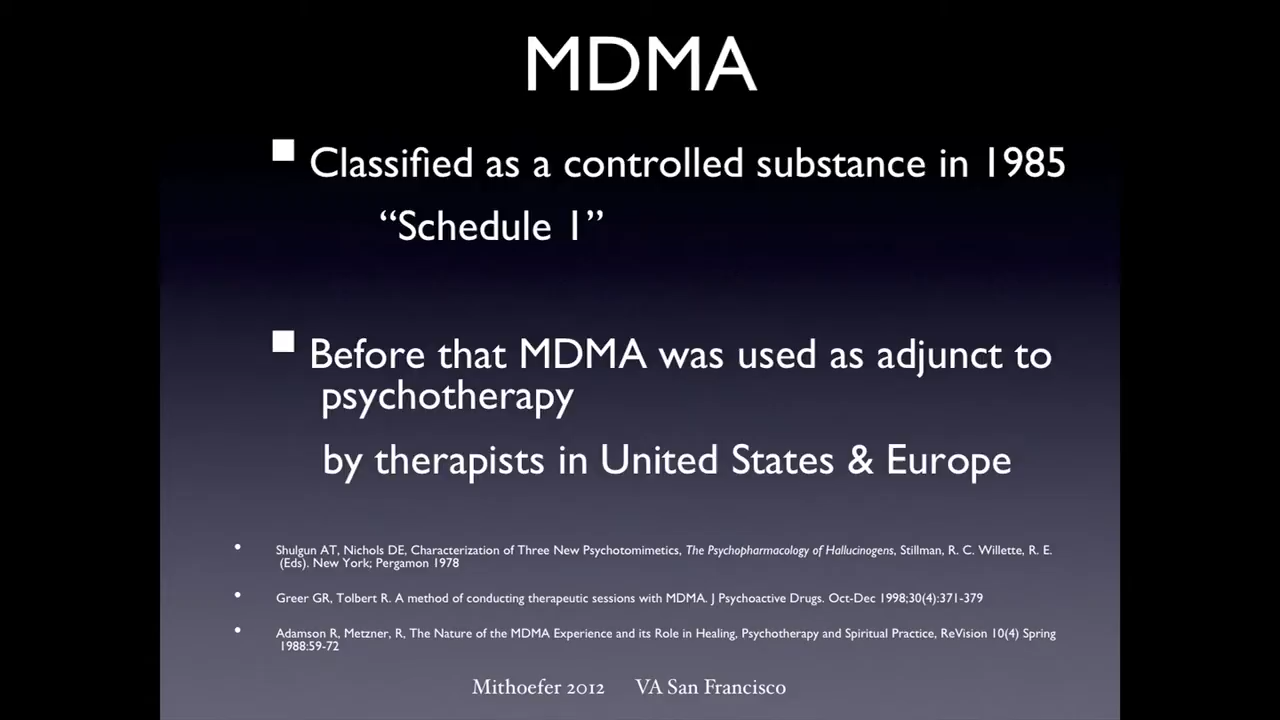 MDMA
Classified as a controlled substance in 1985
“Schedule 1”
Before that MDMA was used as adjunct to
psychotherapy
by therapists in United States & Europe
• Shulgun AT, Nichols DE, Characterization of Three New Psychotomimetics, The Psychopharmacology of Hallucinogens, Stillman, R. C. Willette, R. E.
(Eds). New York; Pergamon 1978
• Greer GR, Tolbert R. A method of conducting therapeutic sessions with MDMA. J Psychoactive Drugs. Oct-Dec 1998;30(4):371-379
• Adamson R, Metzner, R, The Nature of the MDMA Experience and its Role in Healing, Psychotherapy and Spiritual Practice, ReVision 10(4) Spring
1988:59-72
Mithoefer 2012 VA San Francisco